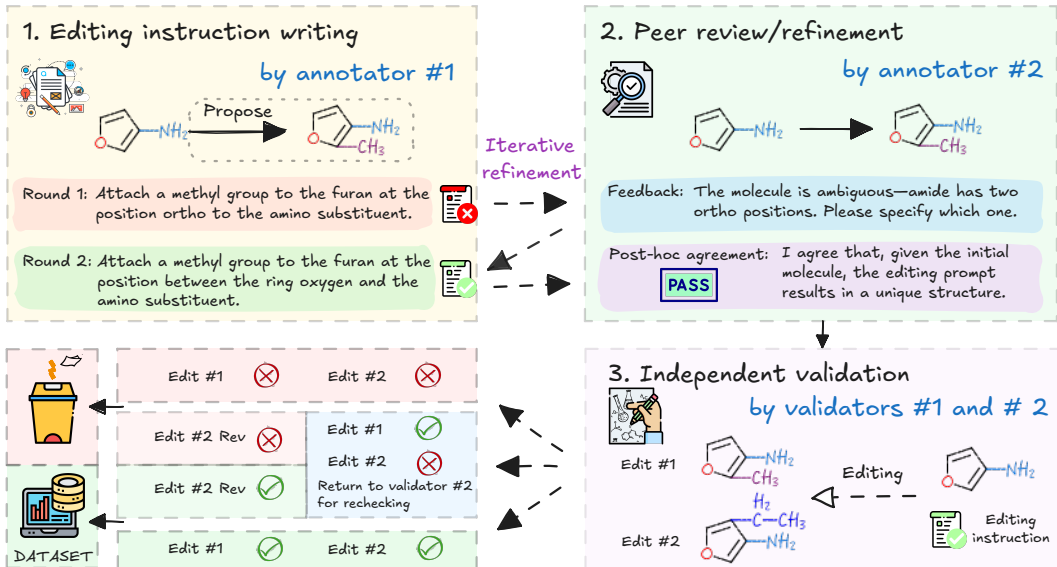 1. Editing instruction writing
by annotator #1
Propose
O
NH2
O
NH2
CH3
Round 1: Attach a methyl group to the furan at the
position ortho to the amino substituent.
Round 2: Attach a methyl group to the furan at the
position between the ring oxygen and the
amino substituent.
Iterative
refinement
2. Peer review/refinement
by annotator #2
O
NH2
O
NH2
CH3
Feedback: The molecule is ambiguous—amide has two
ortho positions. Please specify which one.
Post-hoc agreement: I agree that, given the initial
molecule, the editing prompt
results in a unique structure.
PASS
3. Independent validation
by validators #1 and # 2
Edit #1
O
NH2
CH3
Edit #2
O
H2
C-CH3
NH2
Editing
O
NH2
Editing
instruction
Edit #1
Edit #2
Edit #2 Rev
Edit #1
Edit #2
Return to validator #2
for rechecking
Edit #2 Rev
Edit #1
Edit #2
DATASET